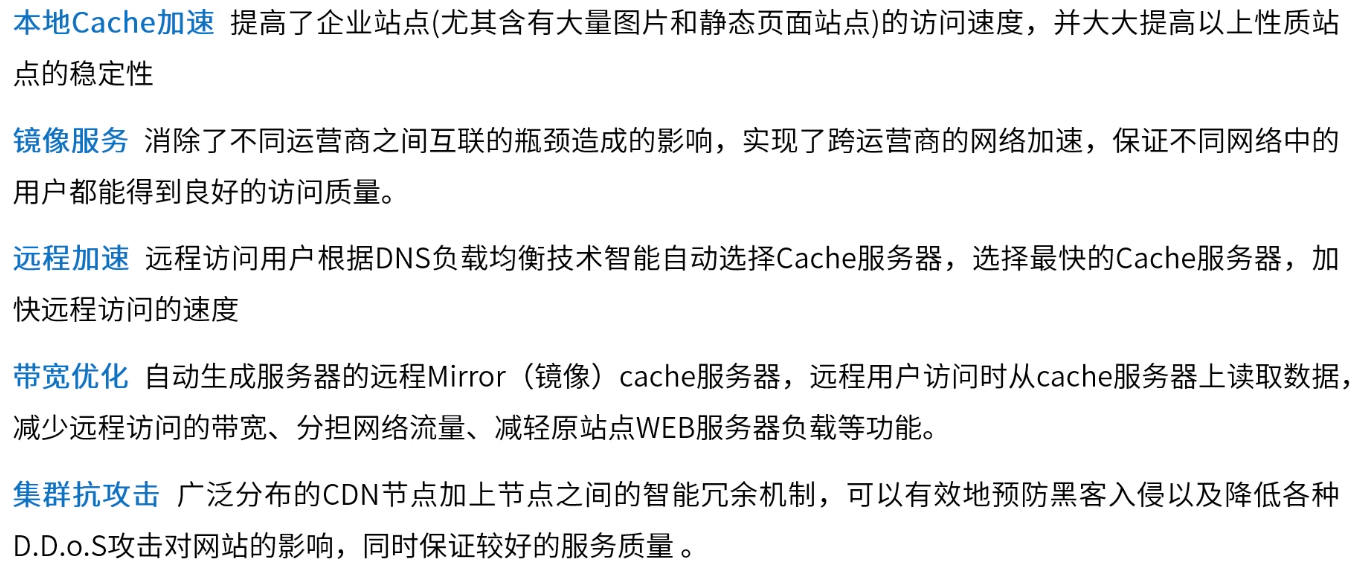 本地Cache加速 提高了企业站点(尤其含有大量图片和静态页面站点)的访问速度，并大大提高以上性质站
点的稳定性
镜像服务 消除了不同运营商之间互联的瓶颈造成的影响，实现了跨运营商的网络加速，保证不同网络中的
用户都能得到良好的访问质量。
远程加速 远程访问用户根据DNS负载均衡技术智能自动选择Cache服务器，选择最快的Cache服务器，加
快远程访问的速度
带宽优化 自动生成服务器的远程Mirror（镜像）cache服务器，远程用户访问时从cache服务器上读取数据，
减少远程访问的带宽、分担网络流量、减轻原站点WEB服务器负载等功能。
集群抗攻击 广泛分布的CDN节点加上节点之间的智能冗余机制，可以有效地预防黑客入侵以及降低各种
D.D.o.S攻击对网站的影响，同时保证较好的服务质量 。